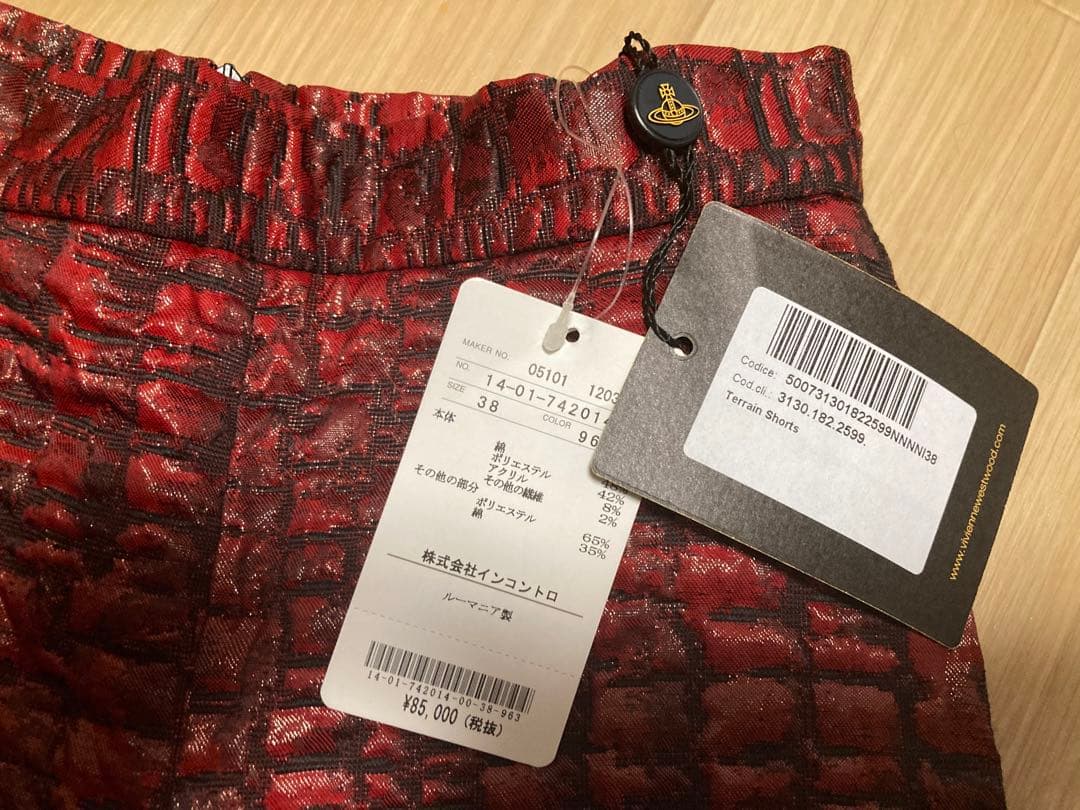 MAKER NO. 05101 1203
NO. 14-01-74201
SIZE 38 COLOR 96
本体
綿
ポリエステル 42%
アクリル 8%
その他の繊維 2%
その他の部分
ポリエステル 65%
綿 35%
株式会社インコントロ
ルーマニア製
14-01-742014-00-38-963
¥85,000 (税抜)
Codice: 500731301822599NNNNI38
Cod.cli.: 3130.182.2599.
Terrain Shorts
www.viviennewestwood.com